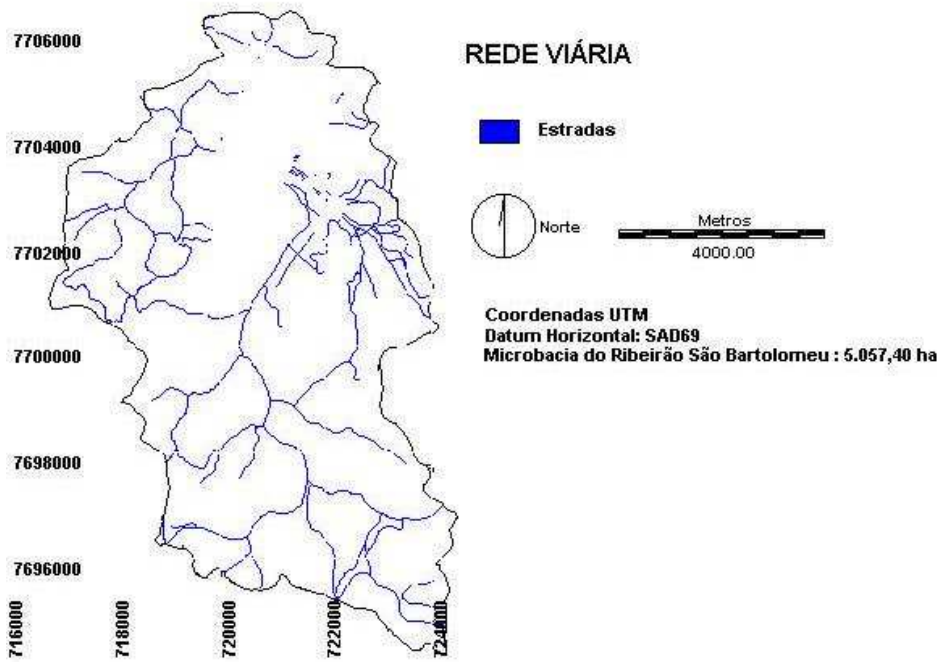 7706000
7704000
7702000
7700000
7698000
7696000
716000
718000
720000
722000
724000
REDE VIÁRIA
Estradas
Norte
Metros
4000.00
Coordenadas UTM
Datum Horizontal: SAD69
Microbacia do Ribeirão São Bartolomeu : 5.057,40 ha